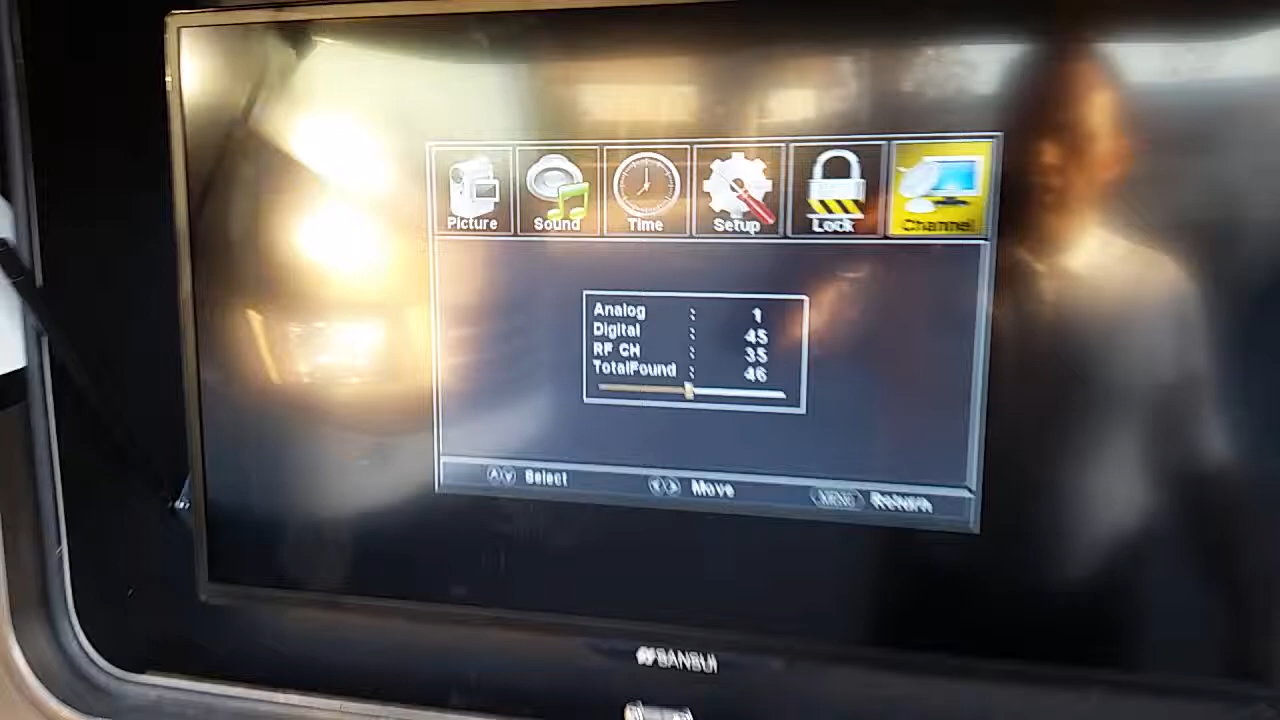 Picture Sound Time Setup Lock Channel
Analog : 1
Digital : 45
RF CH : 35
TotalFound : 46
Select Move MENU Return
SANSUI